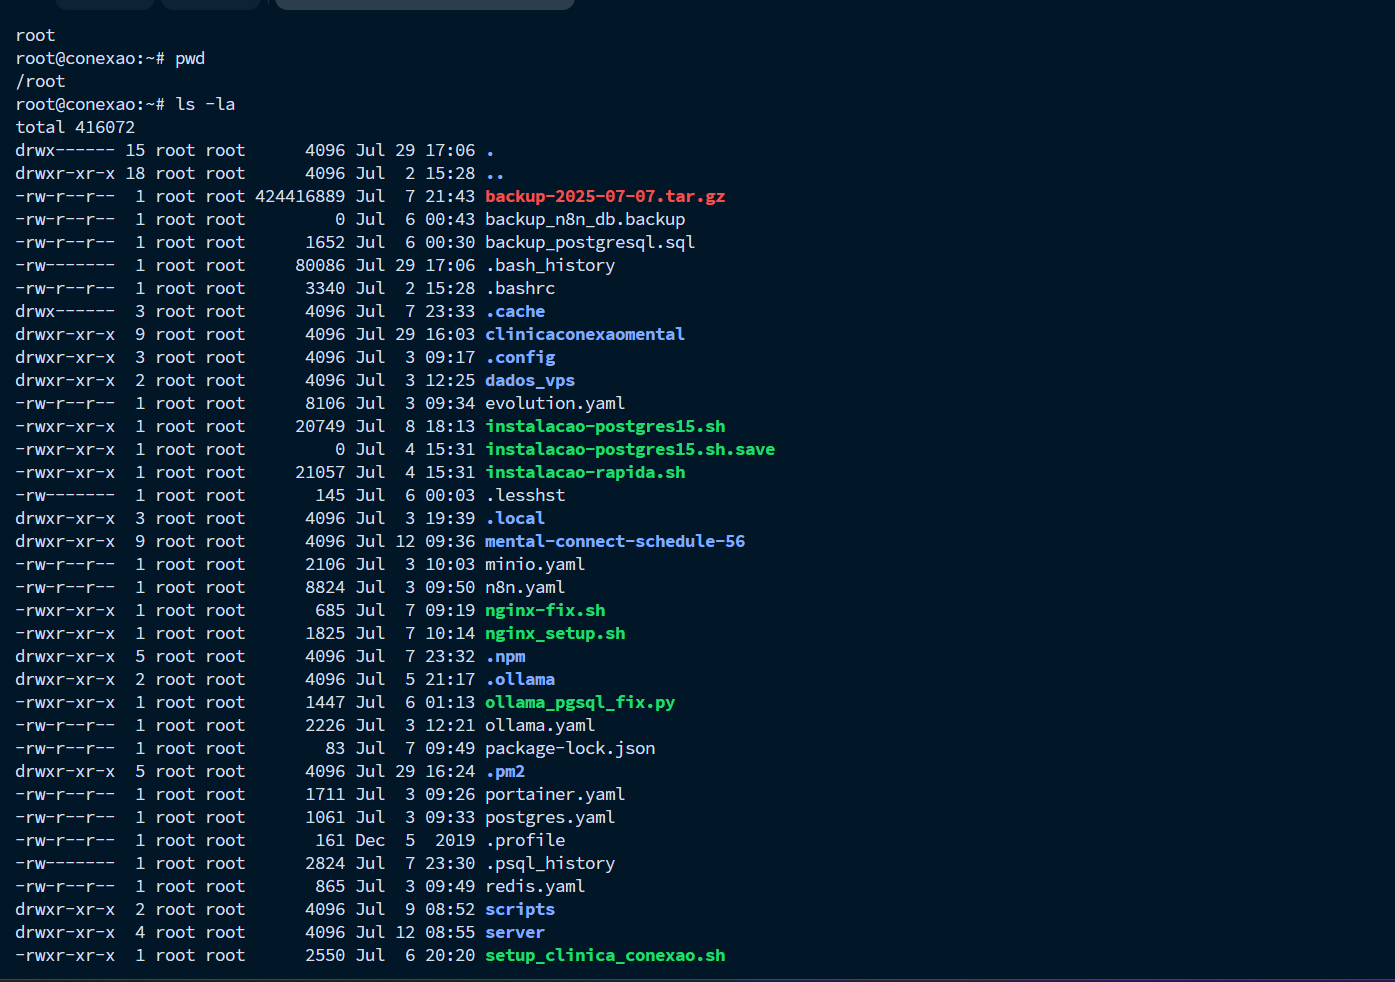 root
root@conexao:~# pwd
/root
root@conexao:~# ls -la
total 416072
drwx------ 15 root root      4096 Jul 29 17:06 .
drwxr-xr-x 18 root root      4096 Jul  2 15:28 ..
-rw-r--r--  1 root root 424416889 Jul  7 21:43 backup-2025-07-07.tar.gz
-rw-r--r--  1 root root         0 Jul  6 00:43 backup_n8n_db.backup
-rw-r--r--  1 root root      1652 Jul  6 00:30 backup_postgresql.sql
-rw-------  1 root root     80086 Jul 29 17:06 .bash_history
-rw-r--r--  1 root root      3340 Jul  2 15:28 .bashrc
drwx------  3 root root      4096 Jul  7 23:33 .cache
drwxr-xr-x  9 root root      4096 Jul 29 16:03 clinicaconexaomental
drwxr-xr-x  3 root root      4096 Jul  3 09:17 .config
drwxr-xr-x  2 root root      4096 Jul  3 12:25 dados_vps
-rw-r--r--  1 root root      8106 Jul  3 09:34 evolution.yaml
-rwxr-xr-x  1 root root     20749 Jul  8 18:13 instalacao-postgres15.sh
-rwxr-xr-x  1 root root         0 Jul  4 15:31 instalacao-postgres15.sh.save
-rwxr-xr-x  1 root root     21057 Jul  4 15:31 instalacao-rapida.sh
-rw-------  1 root root       145 Jul  6 00:03 .lesshst
drwxr-xr-x  3 root root      4096 Jul  3 19:39 .local
drwxr-xr-x  9 root root      4096 Jul 12 09:36 mental-connect-schedule-56
-rw-r--r--  1 root root      2106 Jul  3 10:03 minio.yaml
-rw-r--r--  1 root root      8824 Jul  3 09:50 n8n.yaml
-rwxr-xr-x  1 root root       685 Jul  7 09:19 nginx-fix.sh
-rwxr-xr-x  1 root root      1825 Jul  7 10:14 nginx_setup.sh
drwxr-xr-x  5 root root      4096 Jul  7 23:32 .npm
drwxr-xr-x  2 root root      4096 Jul  5 21:17 .ollama
-rwxr-xr-x  1 root root      1447 Jul  6 01:13 ollama_pgsql_fix.py
-rw-r--r--  1 root root      2226 Jul  3 12:21 ollama.yaml
-rw-r--r--  1 root root        83 Jul  7 09:49 package-lock.json
drwxr-xr-x  5 root root      4096 Jul 29 16:24 .pm2
-rw-r--r--  1 root root      1711 Jul  3 09:26 portainer.yaml
-rw-r--r--  1 root root      1061 Jul  3 09:33 postgres.yaml
-rw-r--r--  1 root root       161 Dec  5  2019 .profile
-rw-------  1 root root      2824 Jul  7 23:30 .psql_history
-rw-r--r--  1 root root       865 Jul  3 09:49 redis.yaml
drwxr-xr-x  2 root root      4096 Jul  9 08:52 scripts
drwxr-xr-x  4 root root      4096 Jul 12 08:55 server
-rwxr-xr-x  1 root root      2550 Jul  6 20:20 setup_clinica_conexao.sh